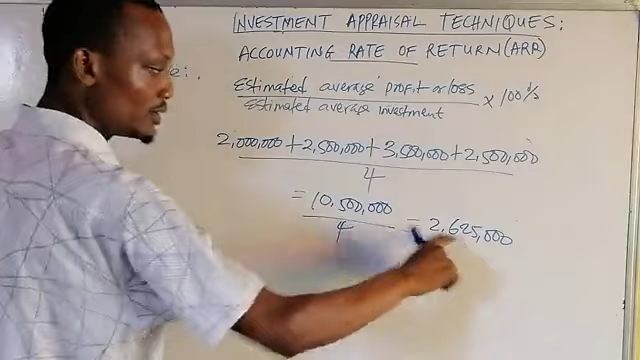 INVESTMENT APPRAISAL TECHNIQUES:
ACCOUNTING RATE OF RETURN (ARR)
Estimated average profit or loss
Estimated average investment
× 100%
2,000,000 + 2,500,000 + 3,500,000 + 2,500,000
4
= 10,500,000
4
= 2,625,000